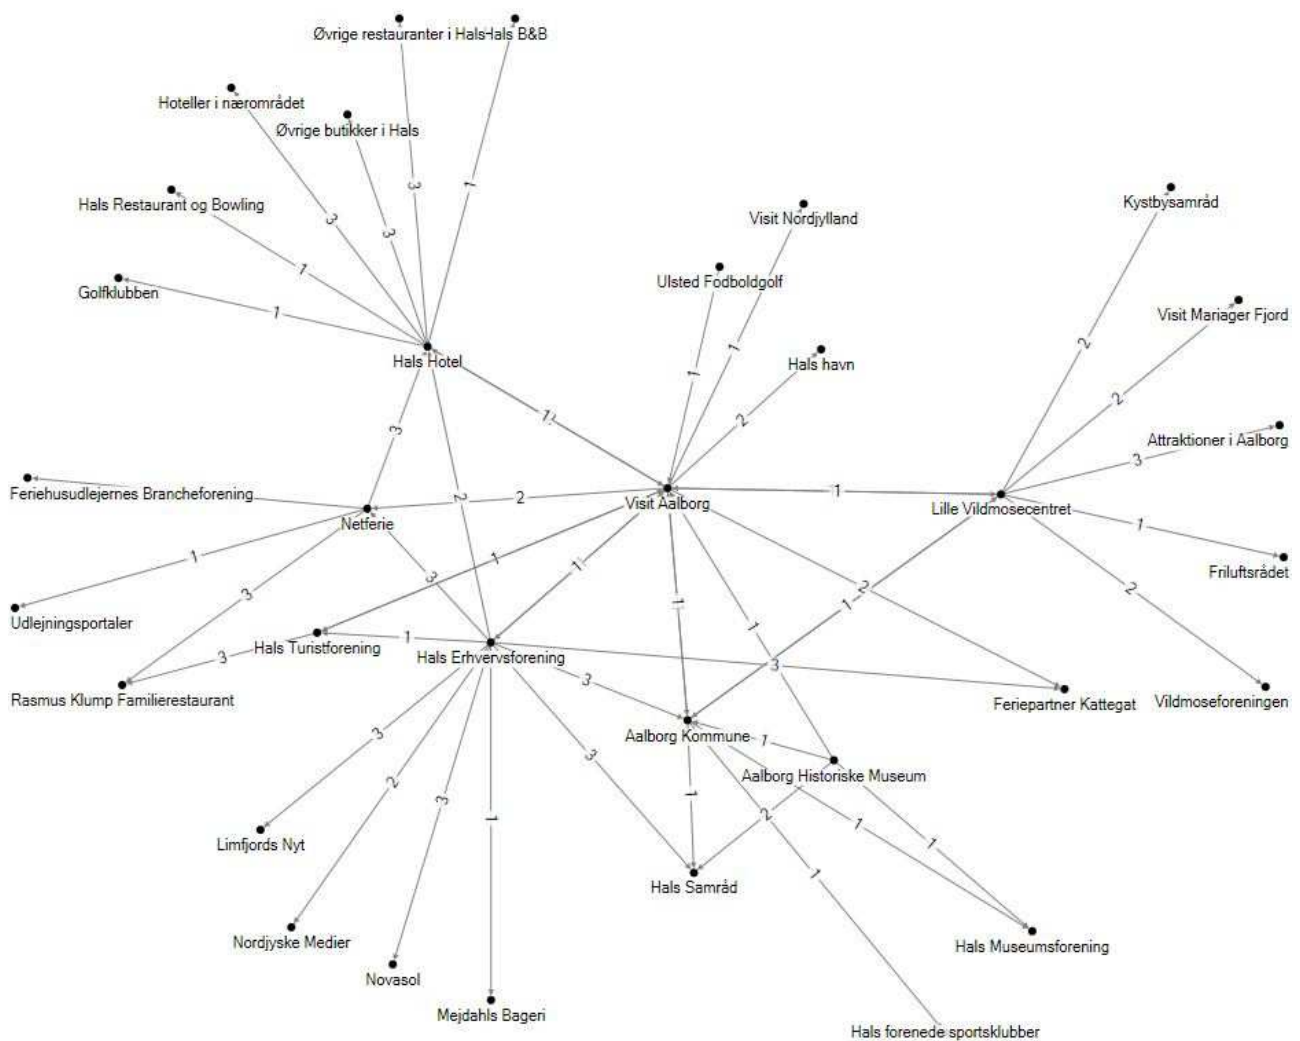 Øvrige restauranter i Hals
Hals B&B
Hoteller i nærområdet
Øvrige butikker i Hals
3
1
Hals Restaurant og Bowling
3
3
Kystbysamråd
Visit Nordjylland
1
Ulsted Fodboldgolf
Golfklubben
1
Visit Mariager Fjord
2
1
1
Hals Hotel
Hals havn
2
2
1
3
Attraktioner i Aalborg
3
Feriehusudlejernes Brancheforening
2
2
Visit Aalborg
1
Lille Vildmosecentret
Netferie
1
1
1
1
3
2
2
Friluftsrådet
3
1
1
1
Udlejningsportaler
Hals Turistforening
1
1
3
Hals Erhvervsforening
3
3
Rasmus Klump Familierestaurant
Feriepartner Kattegat
Vildmoseforeningen
3
Aalborg Kommune
1
3
3
Aalborg Historiske Museum
2
3
1
1
2
1
1
Limfjords Nyt
1
Hals Samråd
Nordjyske Medier
Hals Museumsforening
Novasol
Mejdahls Bageri
Hals forenede sportsklubber